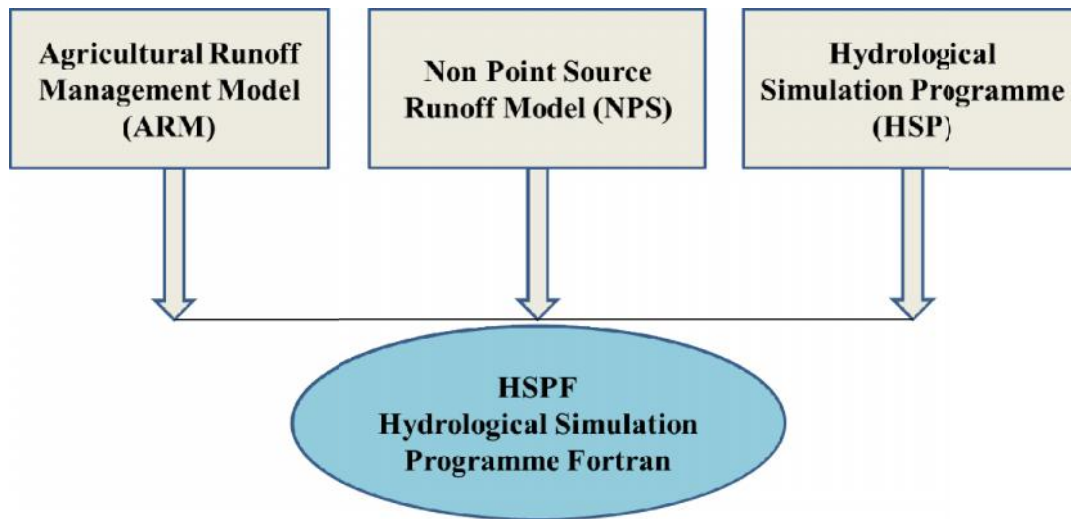 Agricultural Runoff
Management Model
(ARM)
Non Point Source
Runoff Model (NPS)
Hydrological
Simulation Programme
(HSP)
HSPF
Hydrological Simulation
Programme Fortran